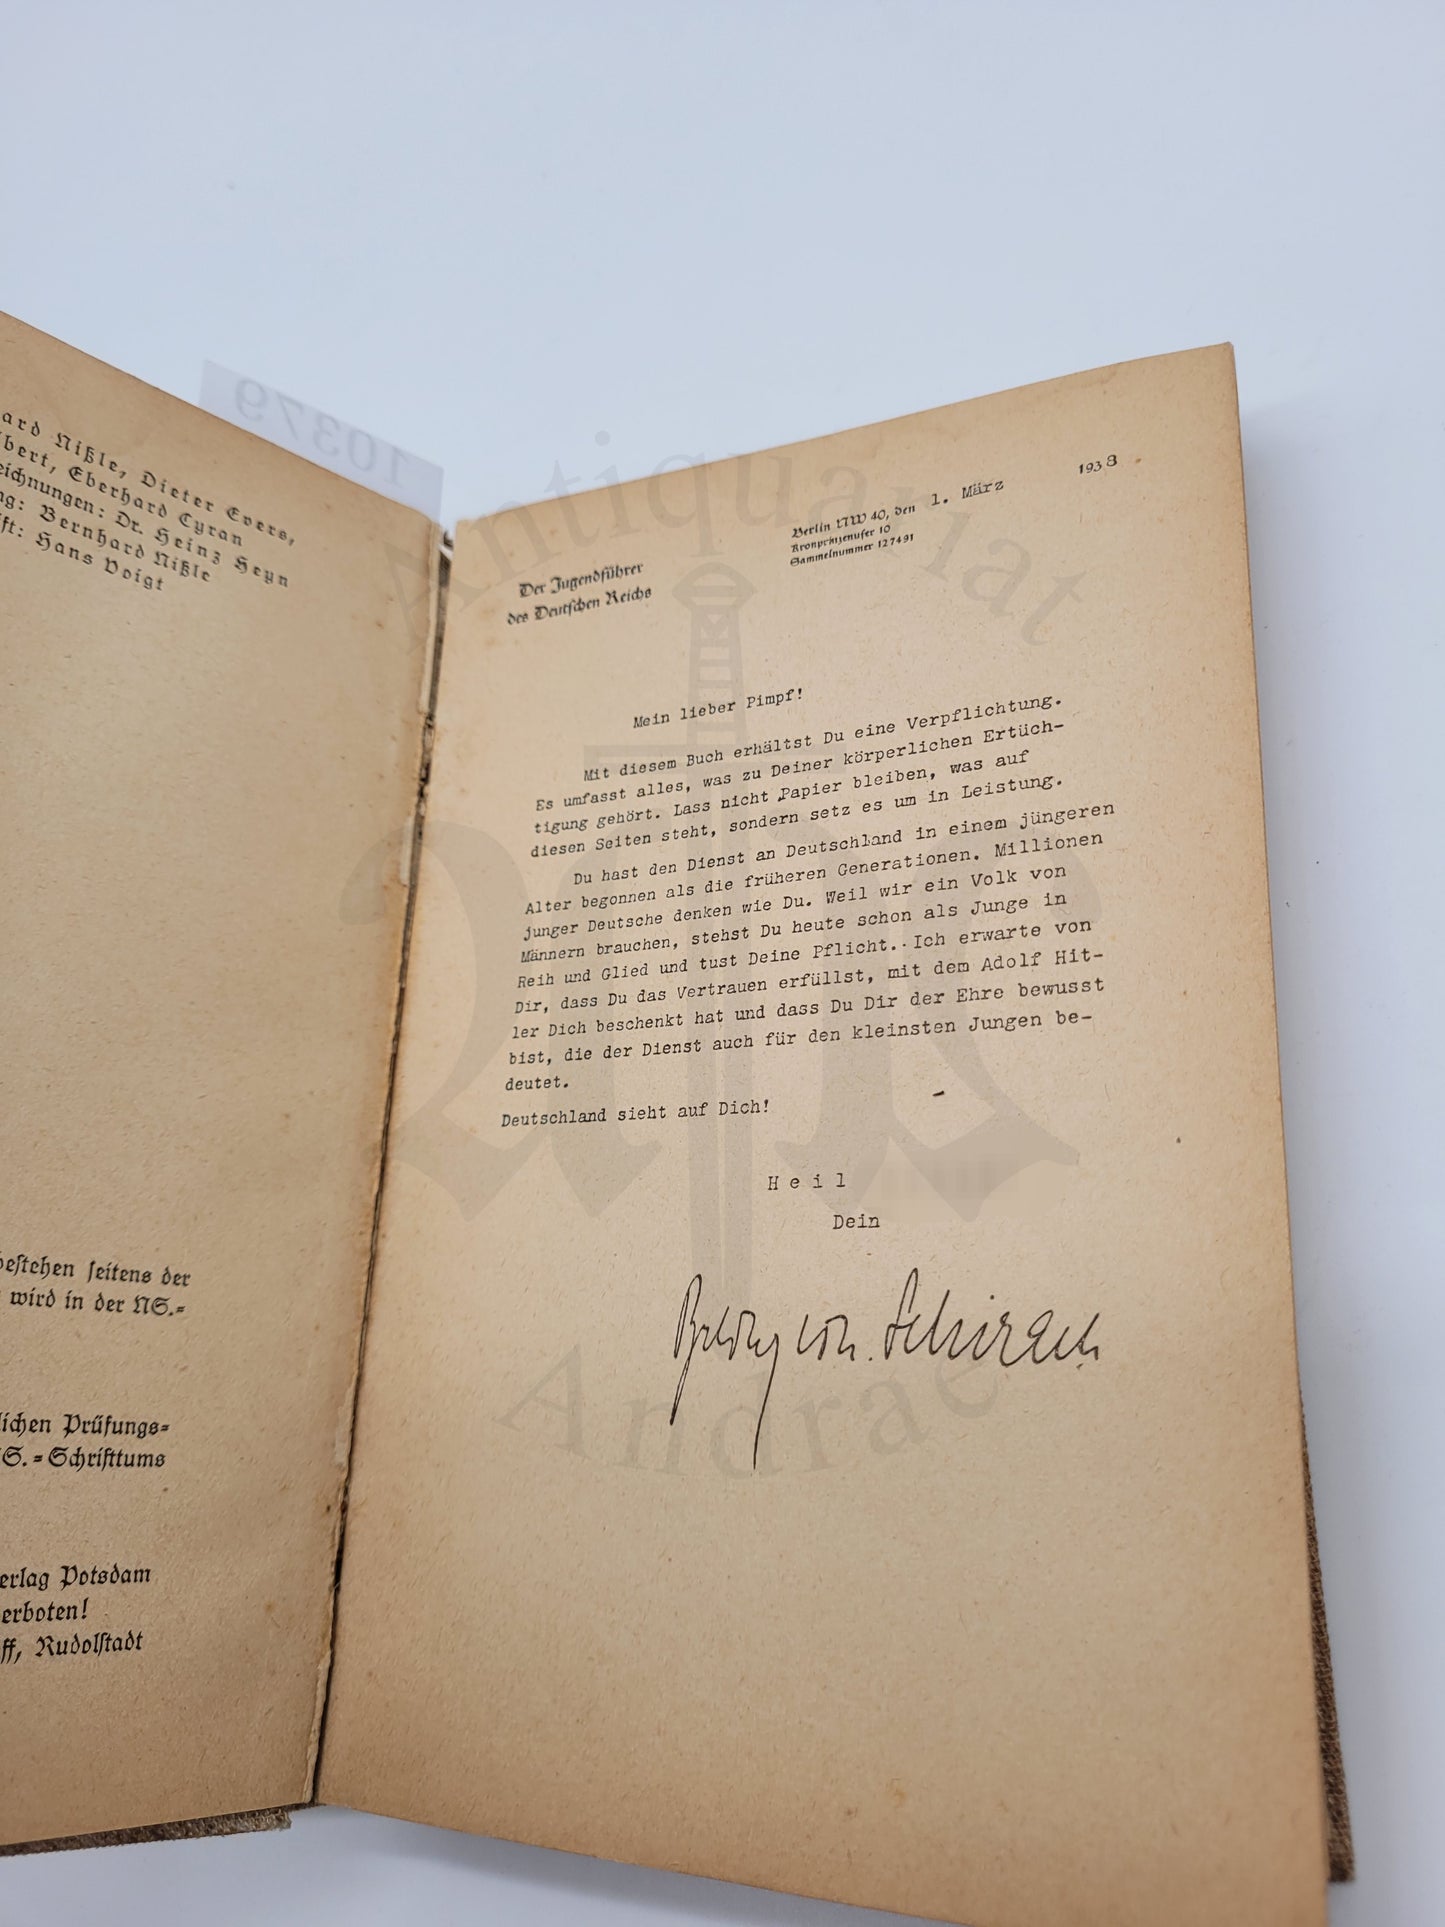 ard Nißle, Dieter Evers,
bert, Eberhard Cyran
eichnungen: Dr. Heinz Heyn
ng: Bernhard Nißle
ift: Hans Voigt
bestehen seitens der
wird in der NS.=
lichen Prüfungs=
S.=Schrifttums
erlag Potsdam
erboten!
ff, Rudolstadt
10379
Der Jugendführer
des Deutschen Reichs
Berlin NW 40, den 1. März 1938
Kronprinzenufer 10
Sammelnummer 127491
Mein lieber Pimpf!
Mit diesem Buch erhältst Du eine Verpflichtung.
Es umfasst alles, was zu Deiner körperlichen Ertüch-
tigung gehört. Lass nicht Papier bleiben, was auf
diesen Seiten steht, sondern setz es um in Leistung.
Du hast den Dienst an Deutschland in einem jüngeren
Alter begonnen als die früheren Generationen. Millionen
junger Deutsche denken wie Du. Weil wir ein Volk von
Männern brauchen, stehst Du heute schon als Junge in
Reih und Glied und tust Deine Pflicht. Ich erwarte von
Dir, dass Du das Vertrauen erfüllst, mit dem Adolf Hit-
ler Dich beschenkt hat und dass Du Dir der Ehre bewusst
bist, die der Dienst auch für den kleinsten Jungen be-
deutet.
Deutschland sieht auf Dich!
Heil
Dein
Baldur von Schirach
Antiquariat
Andrae